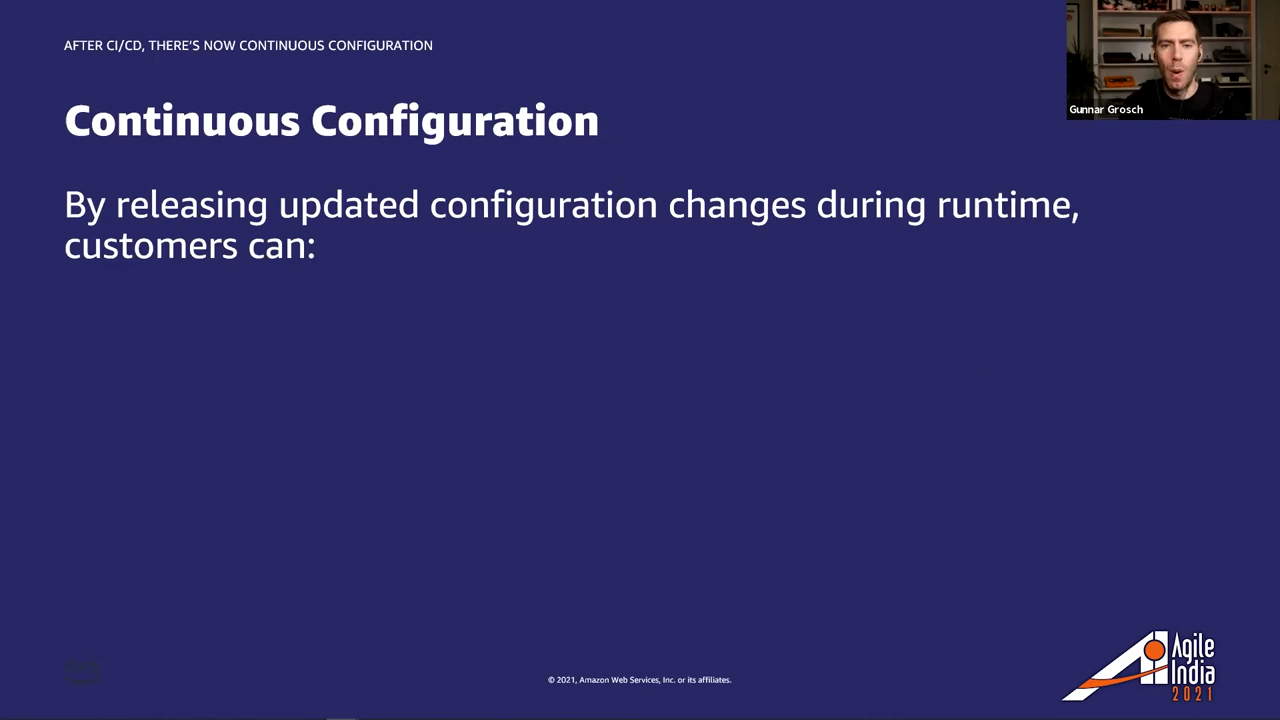 AFTER CI/CD, THERE'S NOW CONTINUOUS CONFIGURATION
Gunnar Grosch
Continuous Configuration
By releasing updated configuration changes during runtime,
customers can:
© 2021, Amazon Web Services, Inc. or its affiliates.
Agile
India
2021